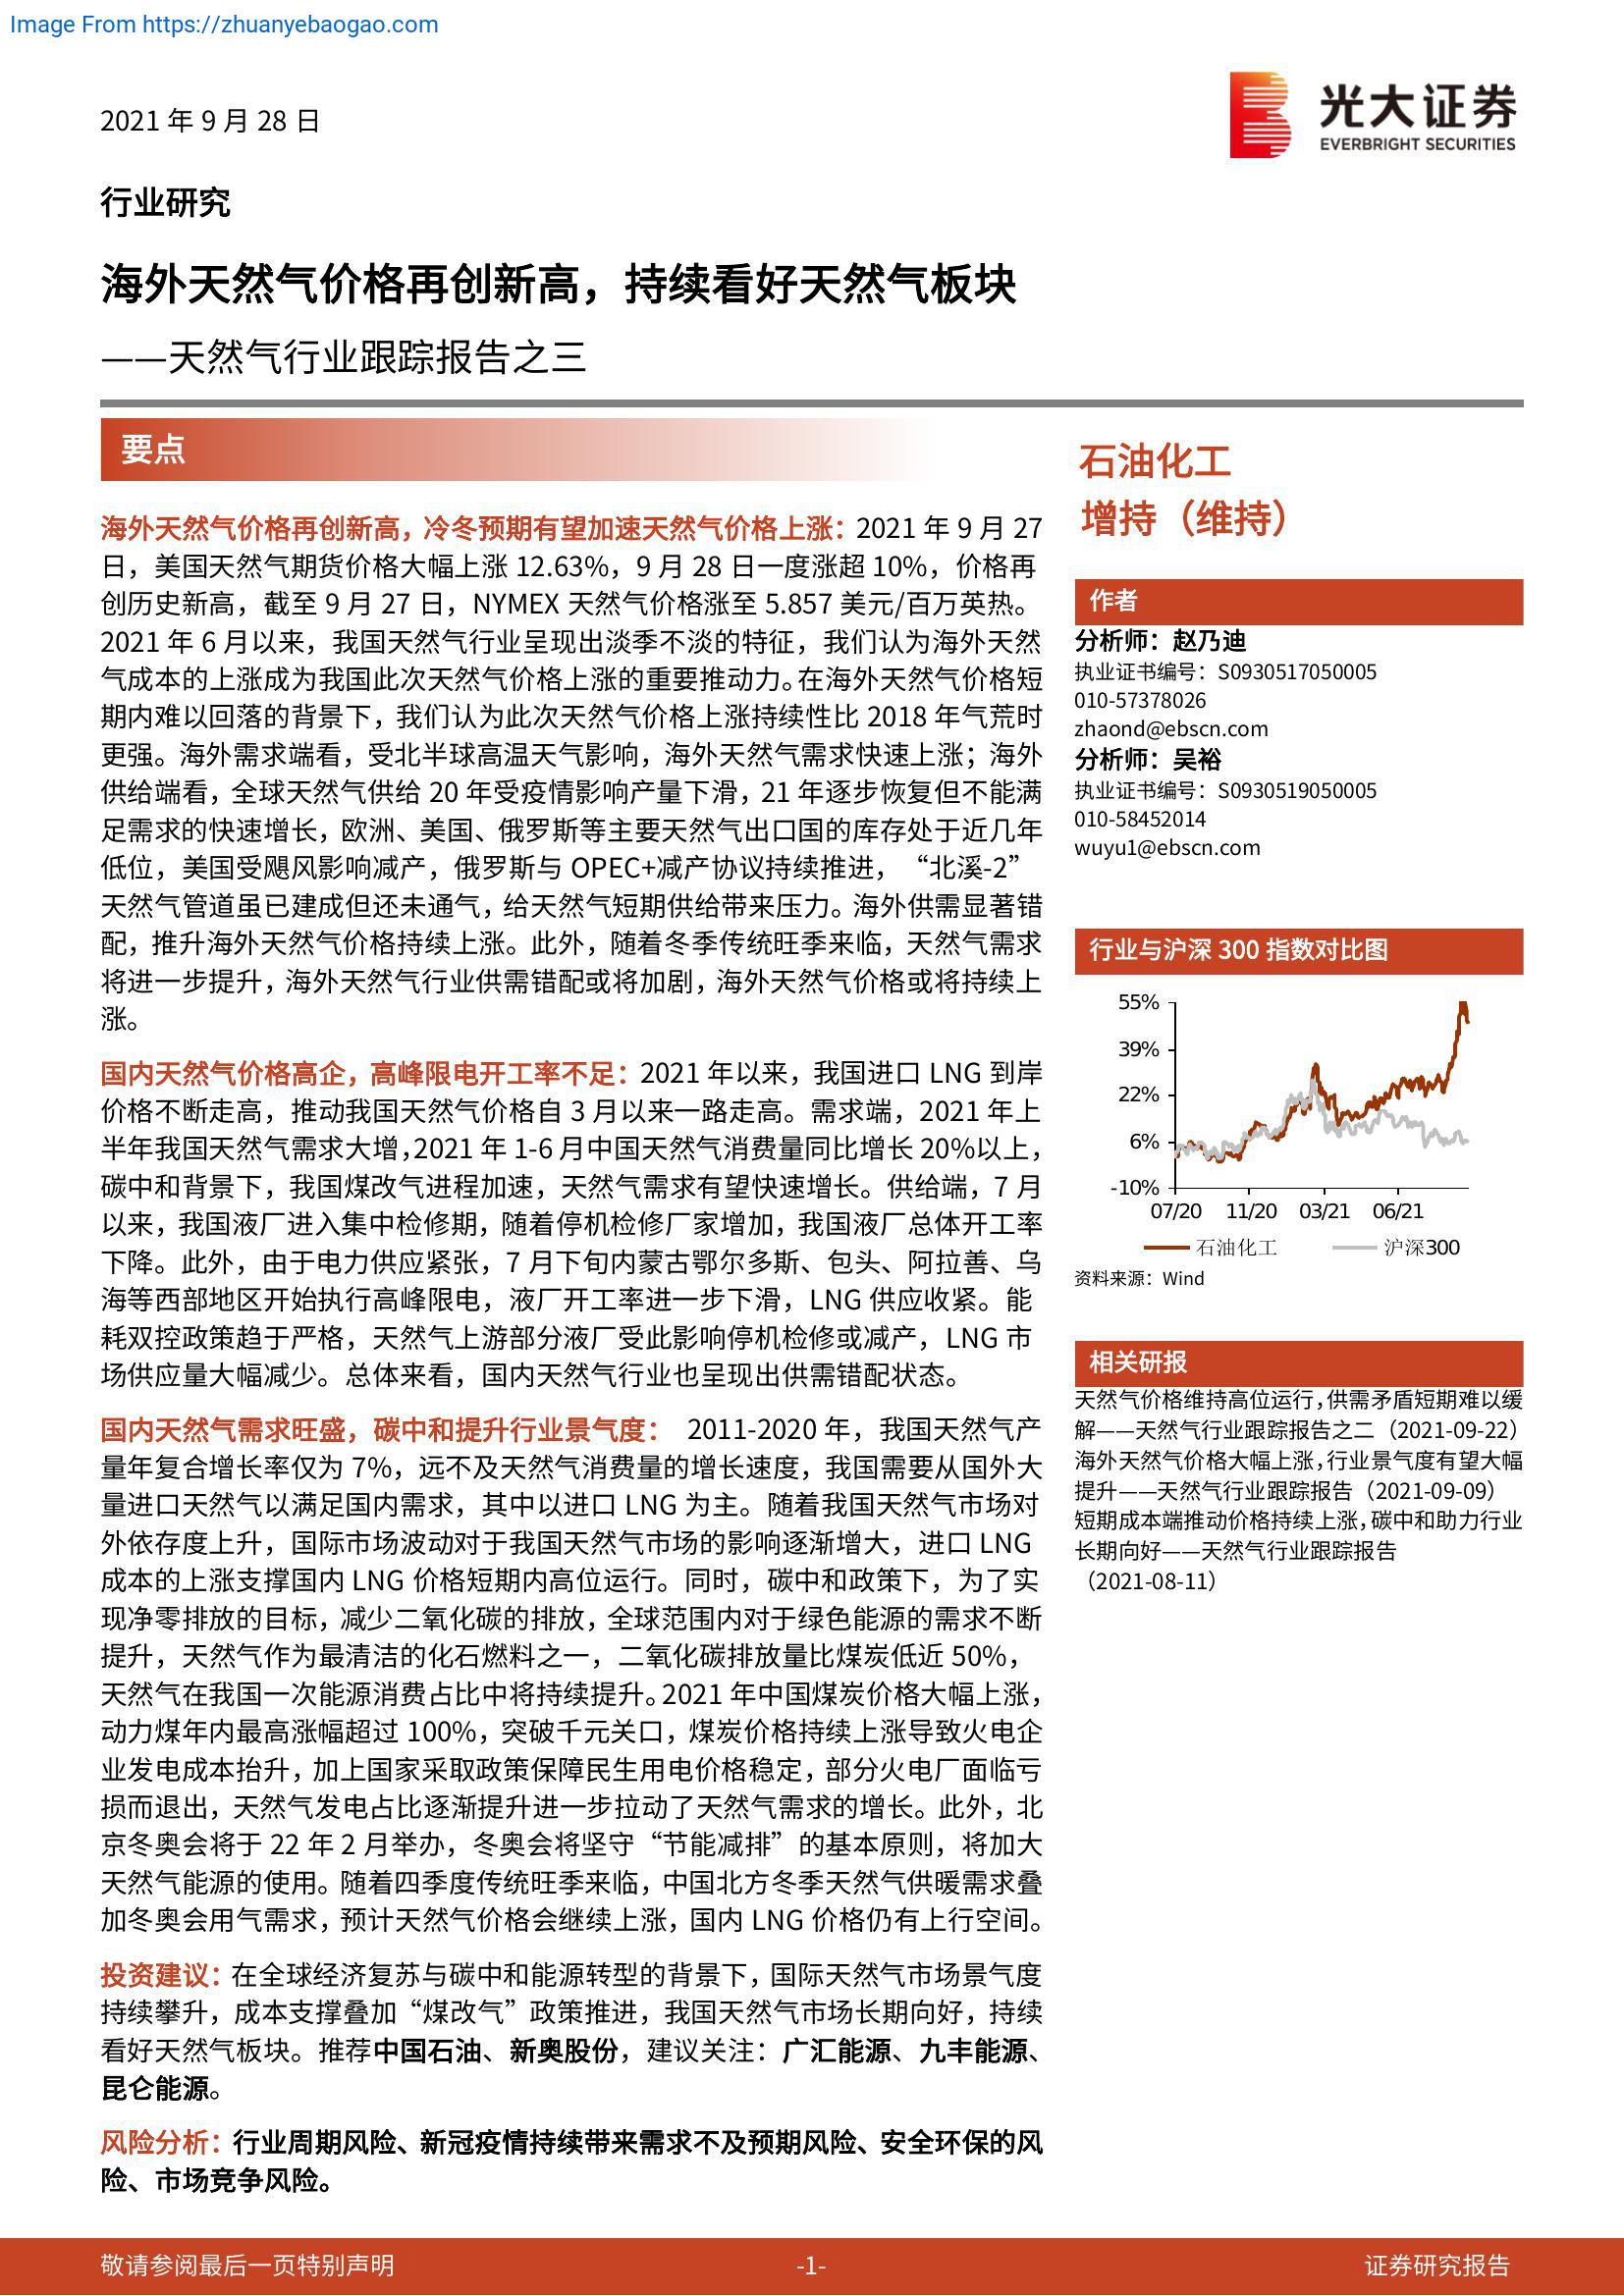 Image From https://zhuanyebaogao.com
2021 年 9 月 28 日
光大证券
EVERBRIGHT SECURITIES
行业研究
海外天然气价格再创新高，持续看好天然气板块
——天然气行业跟踪报告之三
要点
海外天然气价格再创新高，冷冬预期有望加速天然气价格上涨：2021 年 9 月 27
日，美国天然气期货价格大幅上涨 12.63%，9 月 28 日一度涨超 10%，价格再
创历史新高，截至 9 月 27 日，NYMEX 天然气价格涨至 5.857 美元/百万英热。
2021 年 6 月以来，我国天然气行业呈现出淡季不淡的特征，我们认为海外天然
气成本的上涨成为我国此次天然气价格上涨的重要推动力。在海外天然气价格短
期内难以回落的背景下，我们认为此次天然气价格上涨持续性比 2018 年气荒时
更强。海外需求端看，受北半球高温天气影响，海外天然气需求快速上涨；海外
供给端看，全球天然气供给 20 年受疫情影响产量下滑，21 年逐步恢复但不能满
足需求的快速增长，欧洲、美国、俄罗斯等主要天然气出口国的库存处于近几年
低位，美国受飓风影响减产，俄罗斯与 OPEC+减产协议持续推进，“北溪-2”
天然气管道虽已建成但还未通气，给天然气短期供给带来压力。海外供需显著错
配，推升海外天然气价格持续上涨。此外，随着冬季传统旺季来临，天然气需求
将进一步提升，海外天然气行业供需错配或将加剧，海外天然气价格或将持续上
涨。
国内天然气价格高企，高峰限电开工率不足：2021 年以来，我国进口 LNG 到岸
价格不断走高，推动我国天然气价格自 3 月以来一路走高。需求端，2021 年上
半年我国天然气需求大增，2021 年 1-6 月中国天然气消费量同比增长 20%以上，
碳中和背景下，我国煤改气进程加速，天然气需求有望快速增长。供给端，7 月
以来，我国液厂进入集中检修期，随着停机检修厂家增加，我国液厂总体开工率
下降。此外，由于电力供应紧张，7 月下旬内蒙古鄂尔多斯、包头、阿拉善、乌
海等西部地区开始执行高峰限电，液厂开工率进一步下滑，LNG 供应收紧。能
耗双控政策趋于严格，天然气上游部分液厂受此影响停机检修或减产，LNG 市
场供应量大幅减少。总体来看，国内天然气行业也呈现出供需错配状态。
国内天然气需求旺盛，碳中和提升行业景气度： 2011-2020 年，我国天然气产
量年复合增长率仅为 7%，远不及天然气消费量的增长速度，我国需要从国外大
量进口天然气以满足国内需求，其中以进口 LNG 为主。随着我国天然气市场对
外依存度上升，国际市场波动对于我国天然气市场的影响逐渐增大，进口 LNG
成本的上涨支撑国内 LNG 价格短期内高位运行。同时，碳中和政策下，为了实
现净零排放的目标，减少二氧化碳的排放，全球范围内对于绿色能源的需求不断
提升，天然气作为最清洁的化石燃料之一，二氧化碳排放量比煤炭低近 50%，
天然气在我国一次能源消费占比中将持续提升。2021 年中国煤炭价格大幅上涨，
动力煤年内最高涨幅超过 100%，突破千元关口，煤炭价格持续上涨导致火电企
业发电成本抬升，加上国家采取政策保障民生用电价格稳定，部分火电厂面临亏
损而退出，天然气发电占比逐渐提升进一步拉动了天然气需求的增长。此外，北
京冬奥会将于 22 年 2 月举办，冬奥会将坚守“节能减排”的基本原则，将加大
天然气能源的使用。随着四季度传统旺季来临，中国北方冬季天然气供暖需求叠
加冬奥会用气需求，预计天然气价格会继续上涨，国内 LNG 价格仍有上行空间。
投资建议：在全球经济复苏与碳中和能源转型的背景下，国际天然气市场景气度
持续攀升，成本支撑叠加“煤改气”政策推进，我国天然气市场长期向好，持续
看好天然气板块。推荐中国石油、新奥股份，建议关注：广汇能源、九丰能源、
昆仑能源。
风险分析：行业周期风险、新冠疫情持续带来需求不及预期风险、安全环保的风
险、市场竞争风险。
石油化工
增持（维持）
作者
分析师：赵乃迪
执业证书编号：S0930517050005
010-57378026
zhaond@ebscn.com
分析师：吴裕
执业证书编号：S0930519050005
010-58452014
wuyu1@ebscn.com
行业与沪深 300 指数对比图
55%
39%
22%
6%
-10%
07/20 11/20 03/21 06/21
石油化工 沪深300
资料来源：Wind
相关研报
天然气价格维持高位运行，供需矛盾短期难以缓
解——天然气行业跟踪报告之二（2021-09-22）
海外天然气价格大幅上涨，行业景气度有望大幅
提升——天然气行业跟踪报告（2021-09-09）
短期成本端推动价格持续上涨，碳中和助力行业
长期向好——天然气行业跟踪报告
（2021-08-11）
敬请参阅最后一页特别声明 -1- 证券研究报告